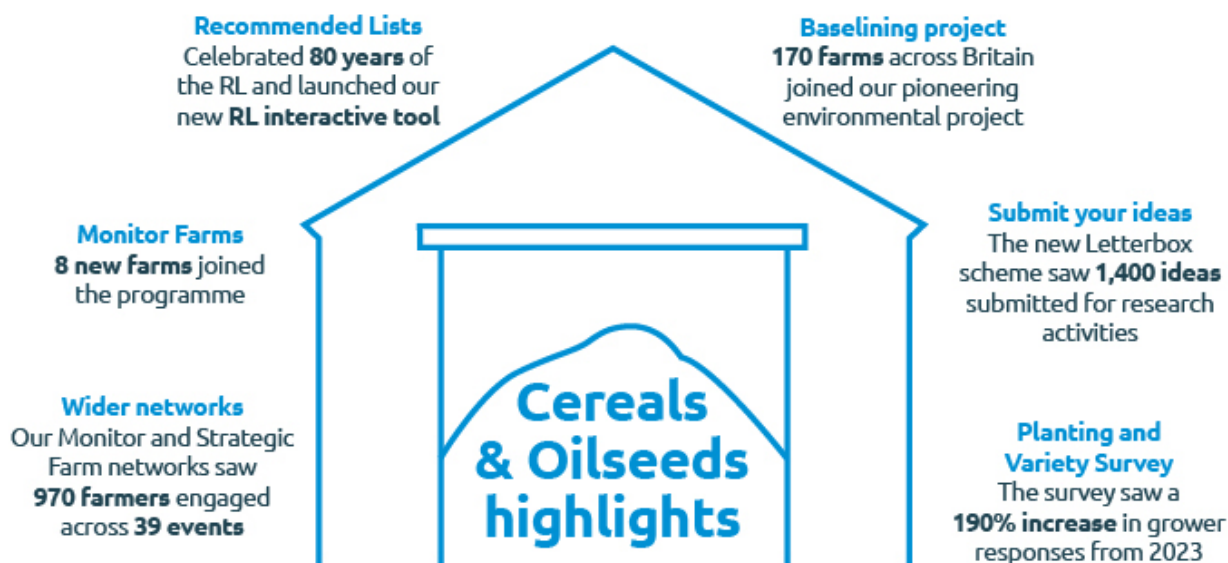 Recommended Lists
Celebrated 80 years of
the RL and launched our
new RL interactive tool
Baselining project
170 farms across Britain
joined our pioneering
environmental project
Monitor Farms
8 new farms joined
the programme
Submit your ideas
The new Letterbox
scheme saw 1,400 ideas
submitted for research
activities
Wider networks
Our Monitor and Strategic
Farm networks saw
970 farmers engaged
across 39 events
Cereals
& Oilseeds
highlights
Planting and
Variety Survey
The survey saw a
190% increase in grower
responses from 2023